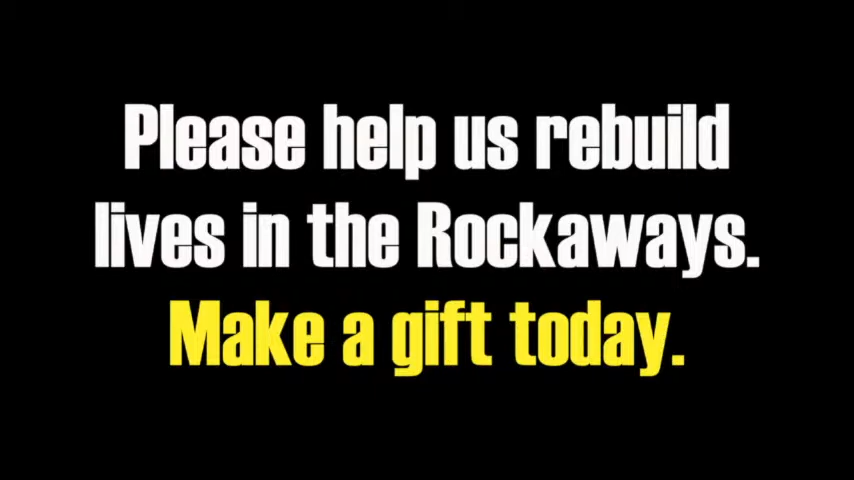 Please help us rebuild
lives in the Rockaways.
Make a gift today.